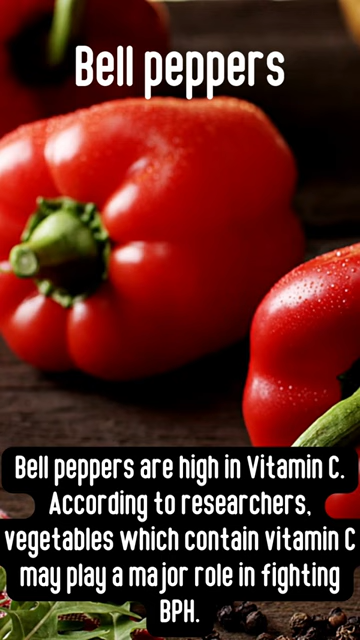 Bell peppers
Bell peppers are high in Vitamin C.
According to researchers,
vegetables which contain vitamin C
may play a major role in fighting
BPH.